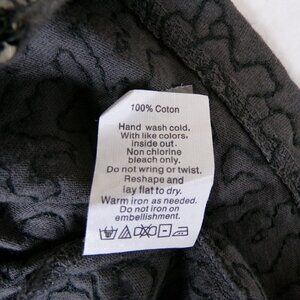 100% Coton
Hand wash cold.
With like colors,
inside out.
Non chlorine
bleach only.
Do not wring or twist.
Reshape and
lay flat to dry.
Warm iron as needed.
Do not iron on
embellishment.